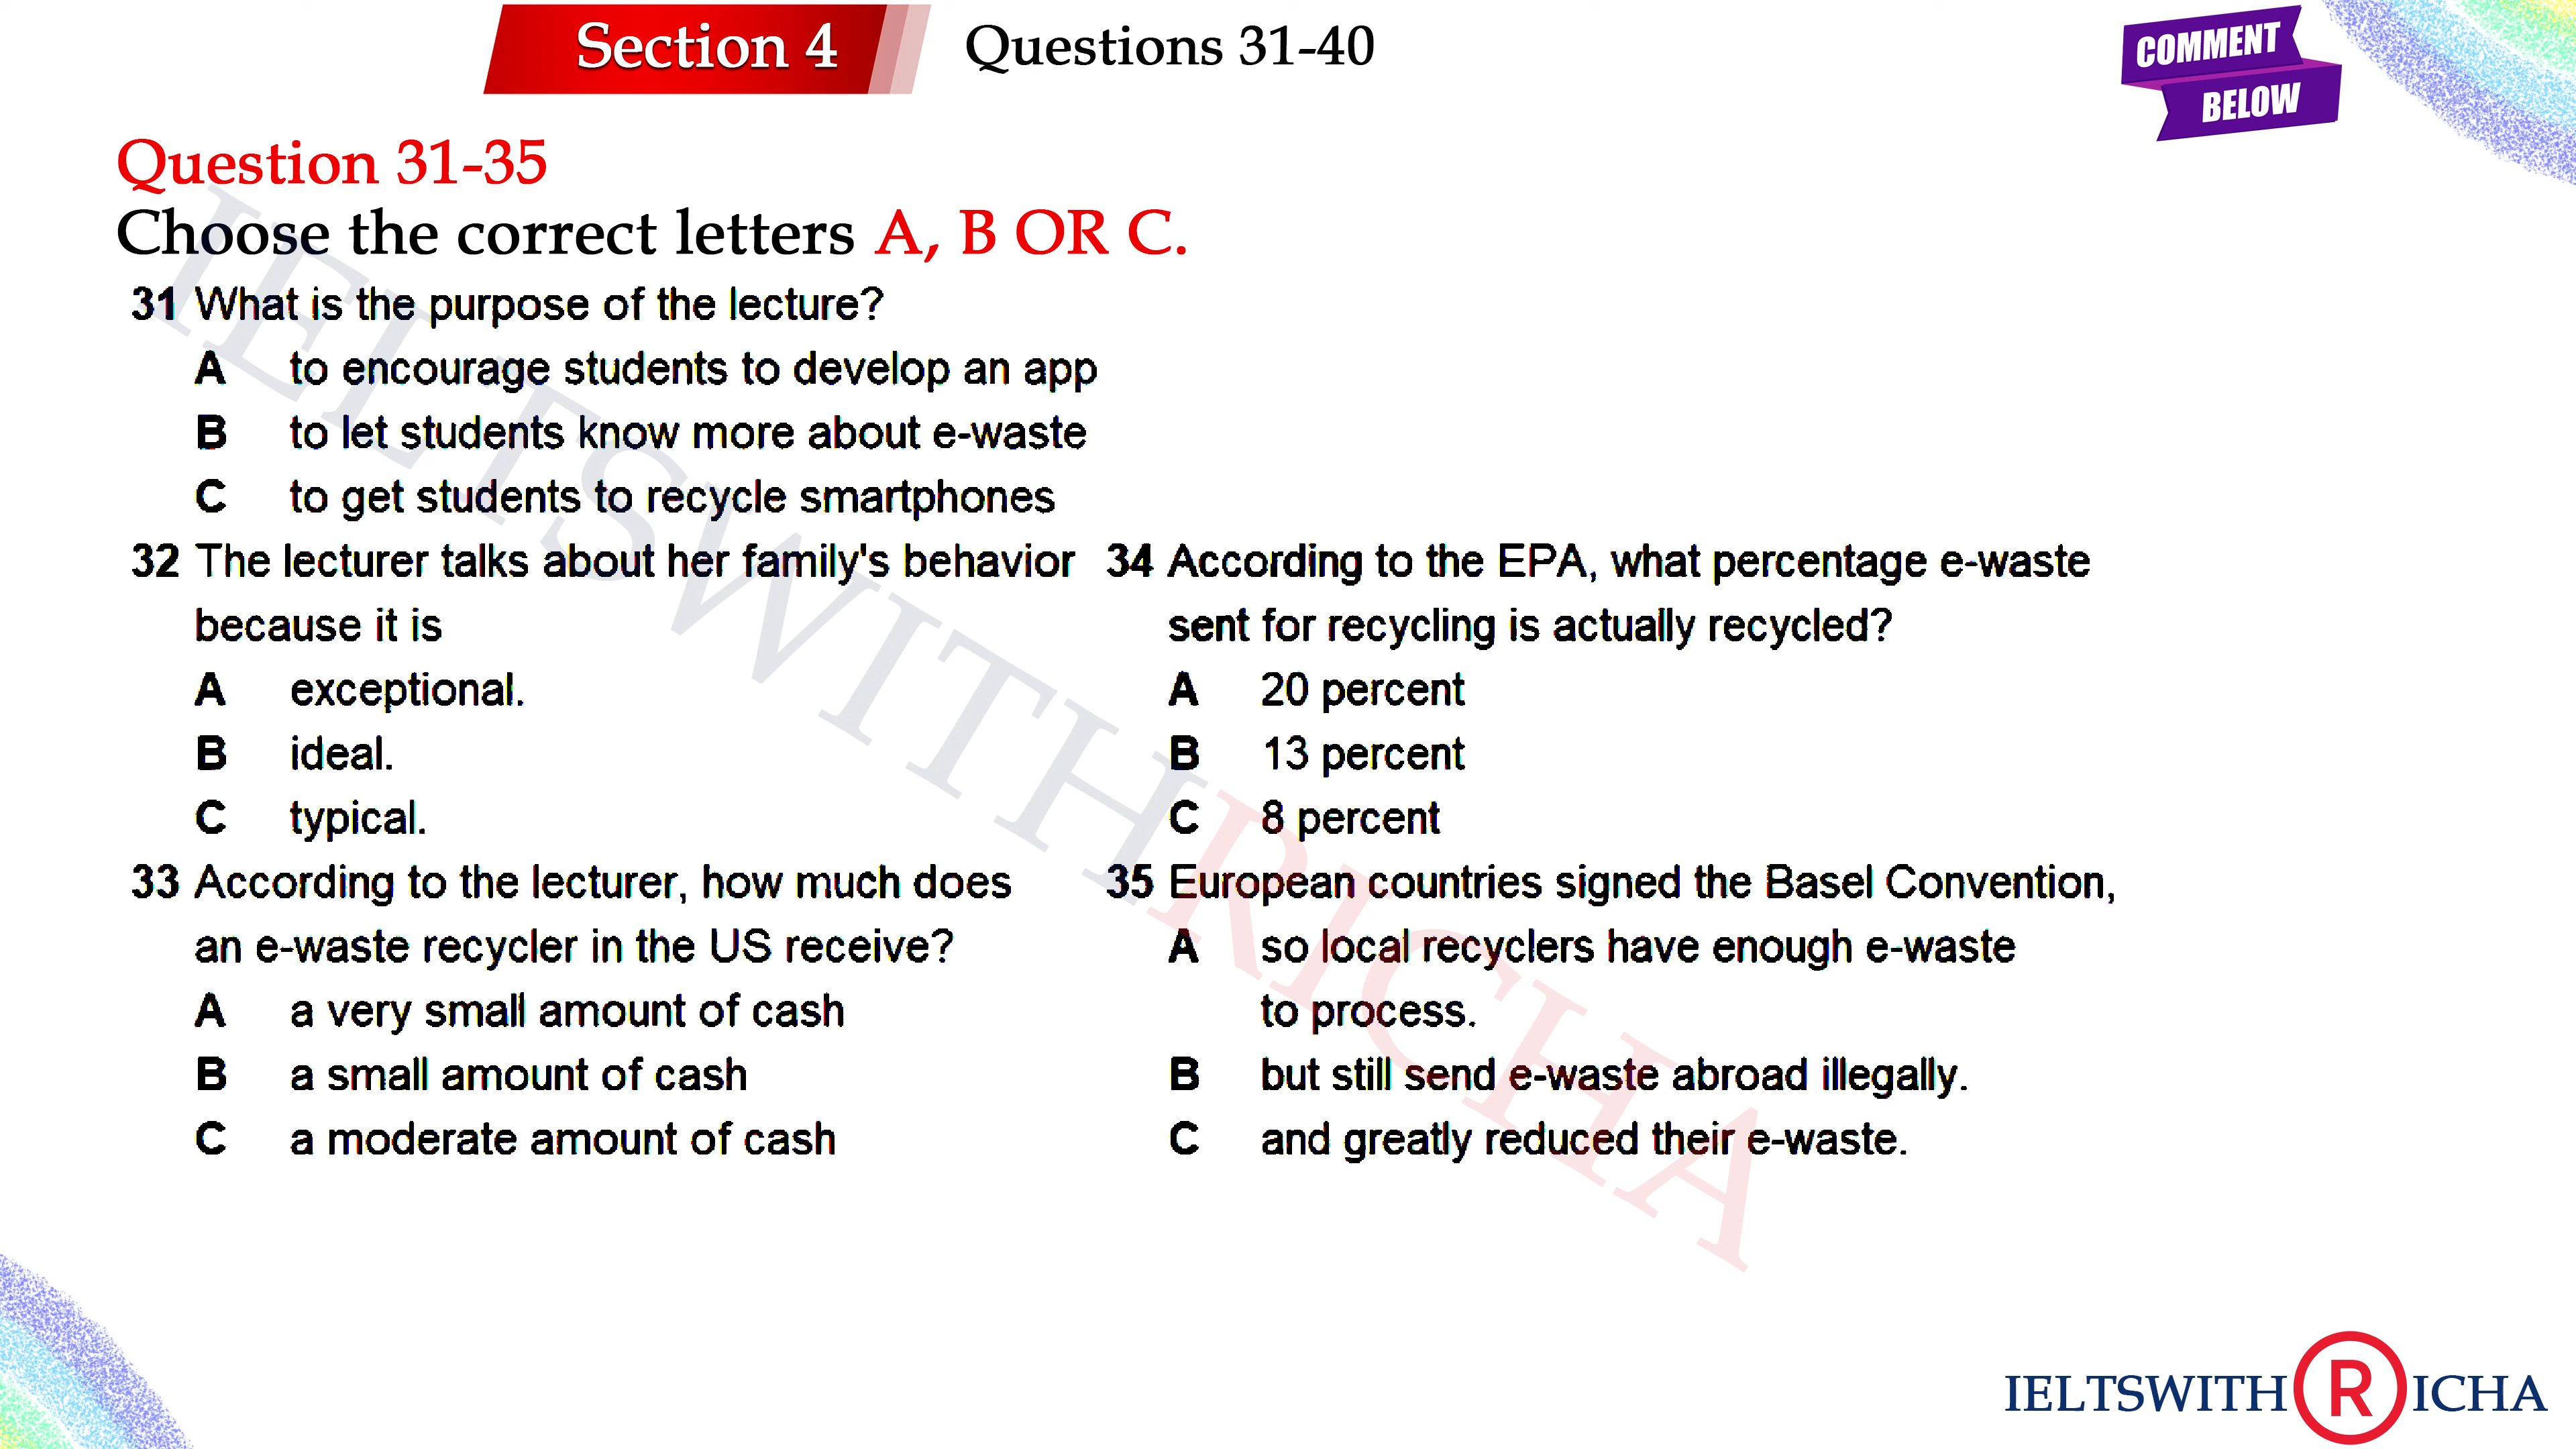 Section 4
Questions 31-40
COMMENT
BELOW
Question 31-35
Choose the correct letters A, B OR C.
31 What is the purpose of the lecture?
A to encourage students to develop an app
B to let students know more about e-waste
C to get students to recycle smartphones
32 The lecturer talks about her family's behavior
because it is
A exceptional.
B ideal.
C typical.
33 According to the lecturer, how much does
an e-waste recycler in the US receive?
A a very small amount of cash
B a small amount of cash
C a moderate amount of cash
34 According to the EPA, what percentage e-waste
sent for recycling is actually recycled?
A 20 percent
B 13 percent
C 8 percent
35 European countries signed the Basel Convention,
A so local recyclers have enough e-waste
to process.
B but still send e-waste abroad illegally.
C and greatly reduced their e-waste.
IELTSWITHRICHA
IELTSWITHRICHA